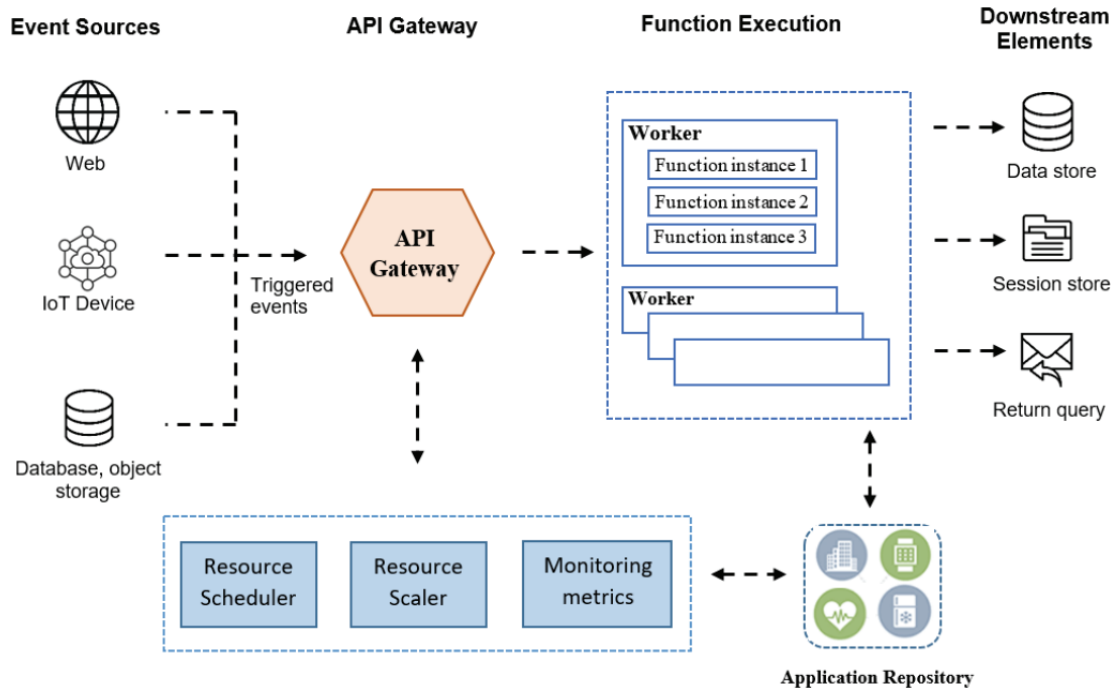 Event Sources
API Gateway
Function Execution
Downstream
Elements
Web
IoT Device
Database, object
storage
Triggered
events
API
Gateway
Worker
Function instance 1
Function instance 2
Function instance 3
Worker
Data store
Session store
Return query
Resource
Scheduler
Resource
Scaler
Monitoring
metrics
Application Repository